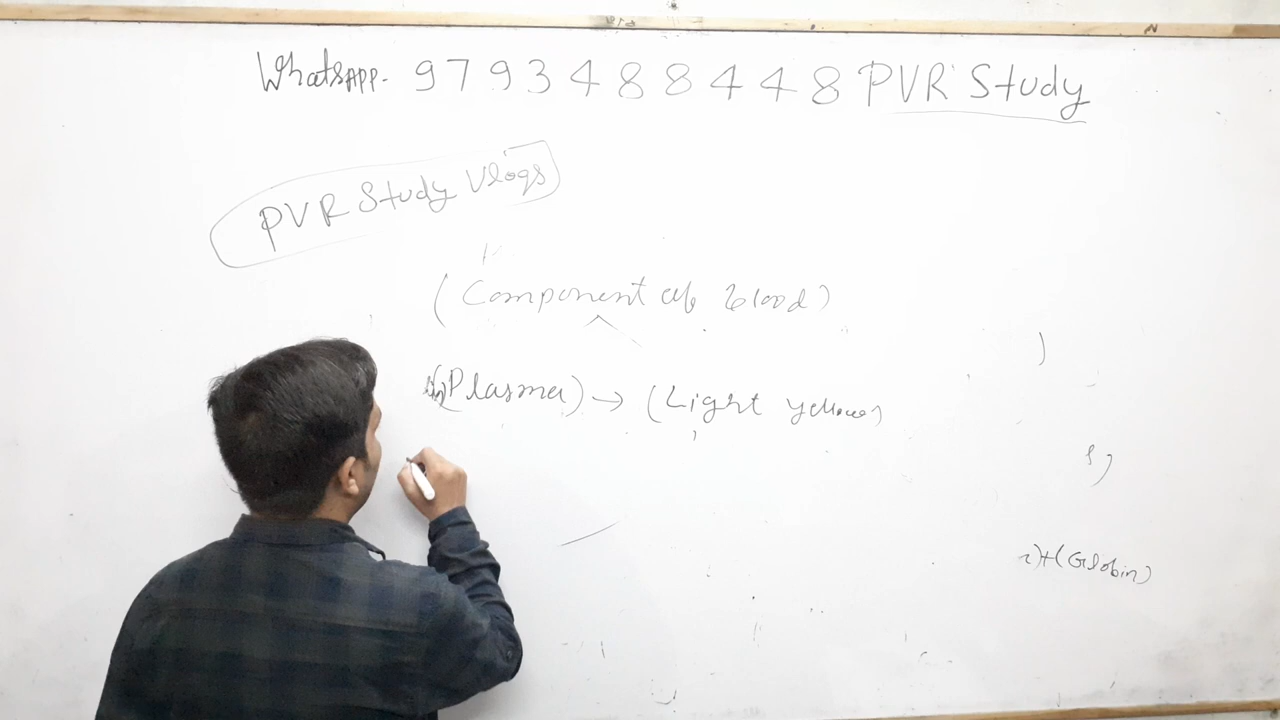 WhatsAPP. 9793488448 PVR Study
PVR Study Vlogs
(Component of blood)
(Plasma) → (Light yellow)
)+(Globin)